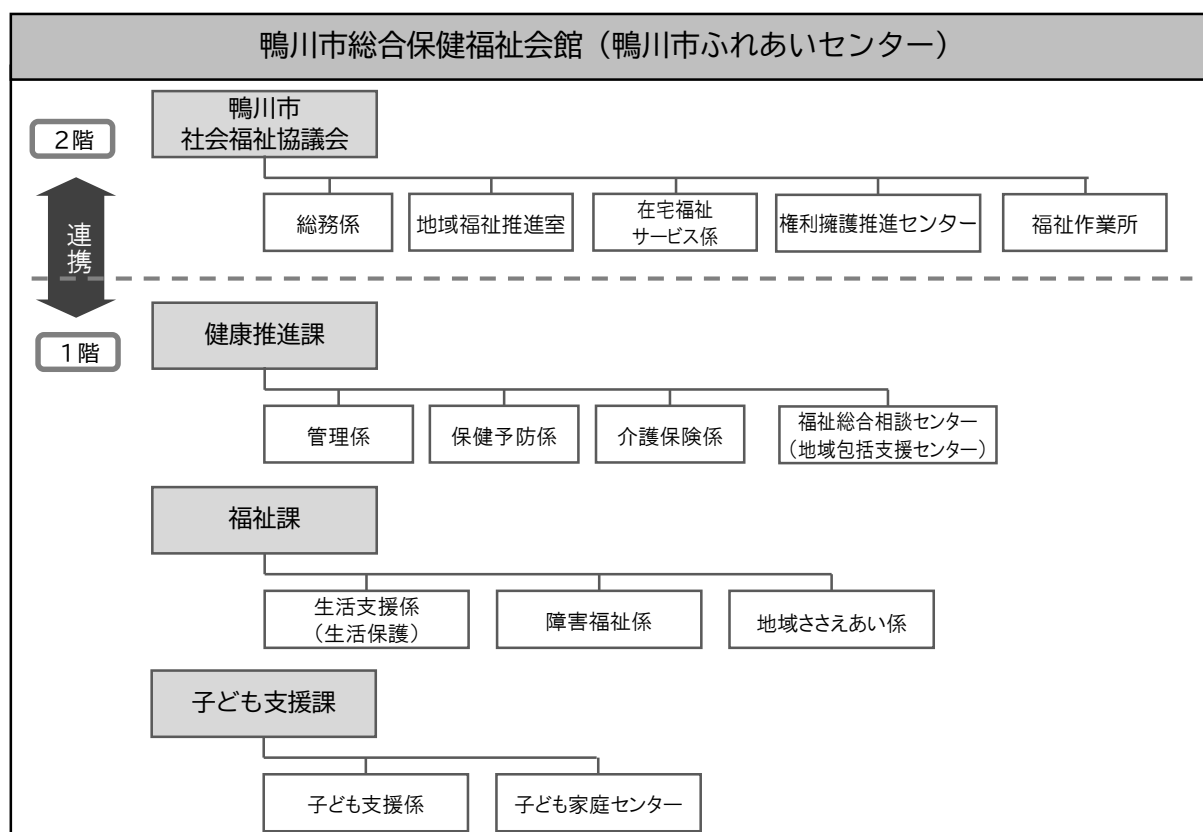 鴨川市総合保健福祉会館（鴨川市ふれあいセンター）
鴨川市
社会福祉協議会
２階
総務係
地域福祉推進室
在宅福祉
サービス係
権利擁護推進センター
福祉作業所
連携
健康推進課
１階
管理係
保健予防係
介護保険係
福祉総合相談センター
（地域包括支援センター）
福祉課
生活支援係
（生活保護）
障害福祉係
地域ささえあい係
子ども支援課
子ども支援係
子ども家庭センター